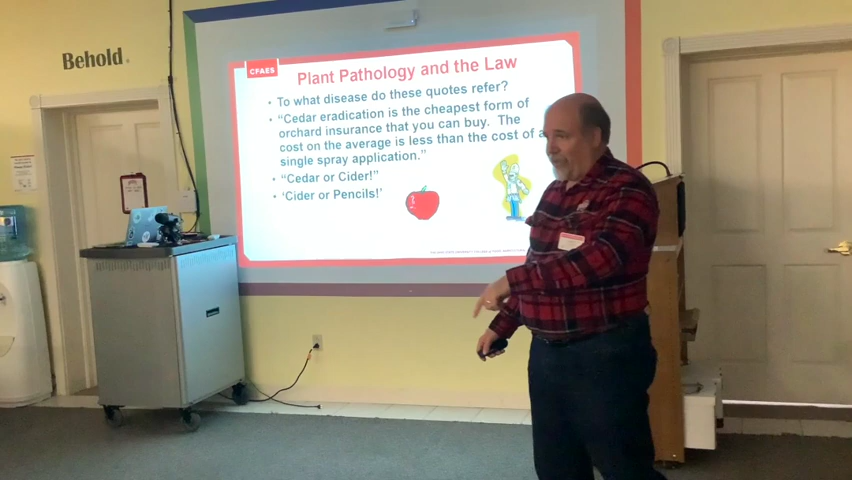 Behold.
CFAES
Plant Pathology and the Law
• To what disease do these quotes refer?
• “Cedar eradication is the cheapest form of
orchard insurance that you can buy. The
cost on the average is less than the cost of a
single spray application.”
• “Cedar or Cider!”
• ‘Cider or Pencils!’